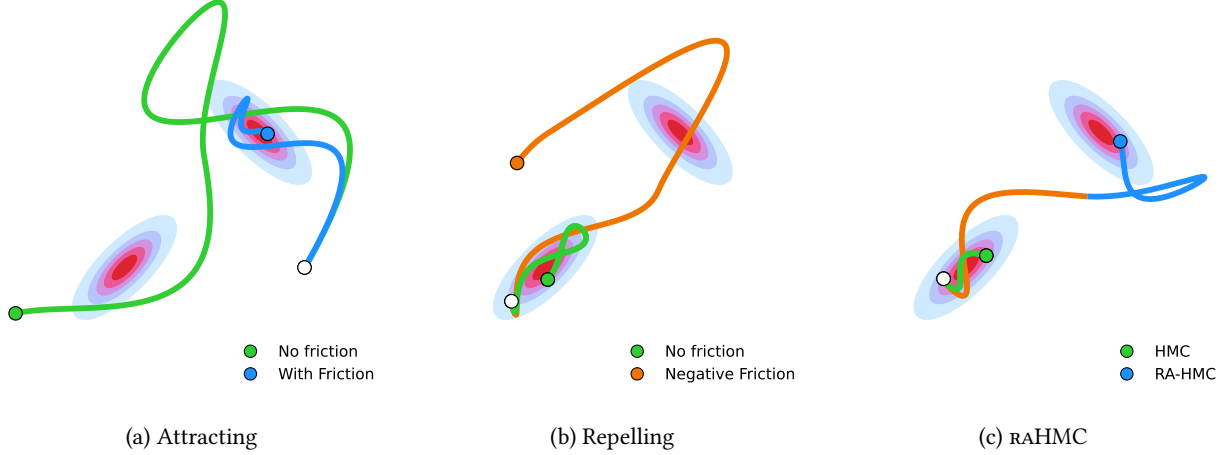 No friction
With Friction
No friction
Negative Friction
HMC
RA-HMC
(a) Attracting
(b) Repelling
(c) RAHMC